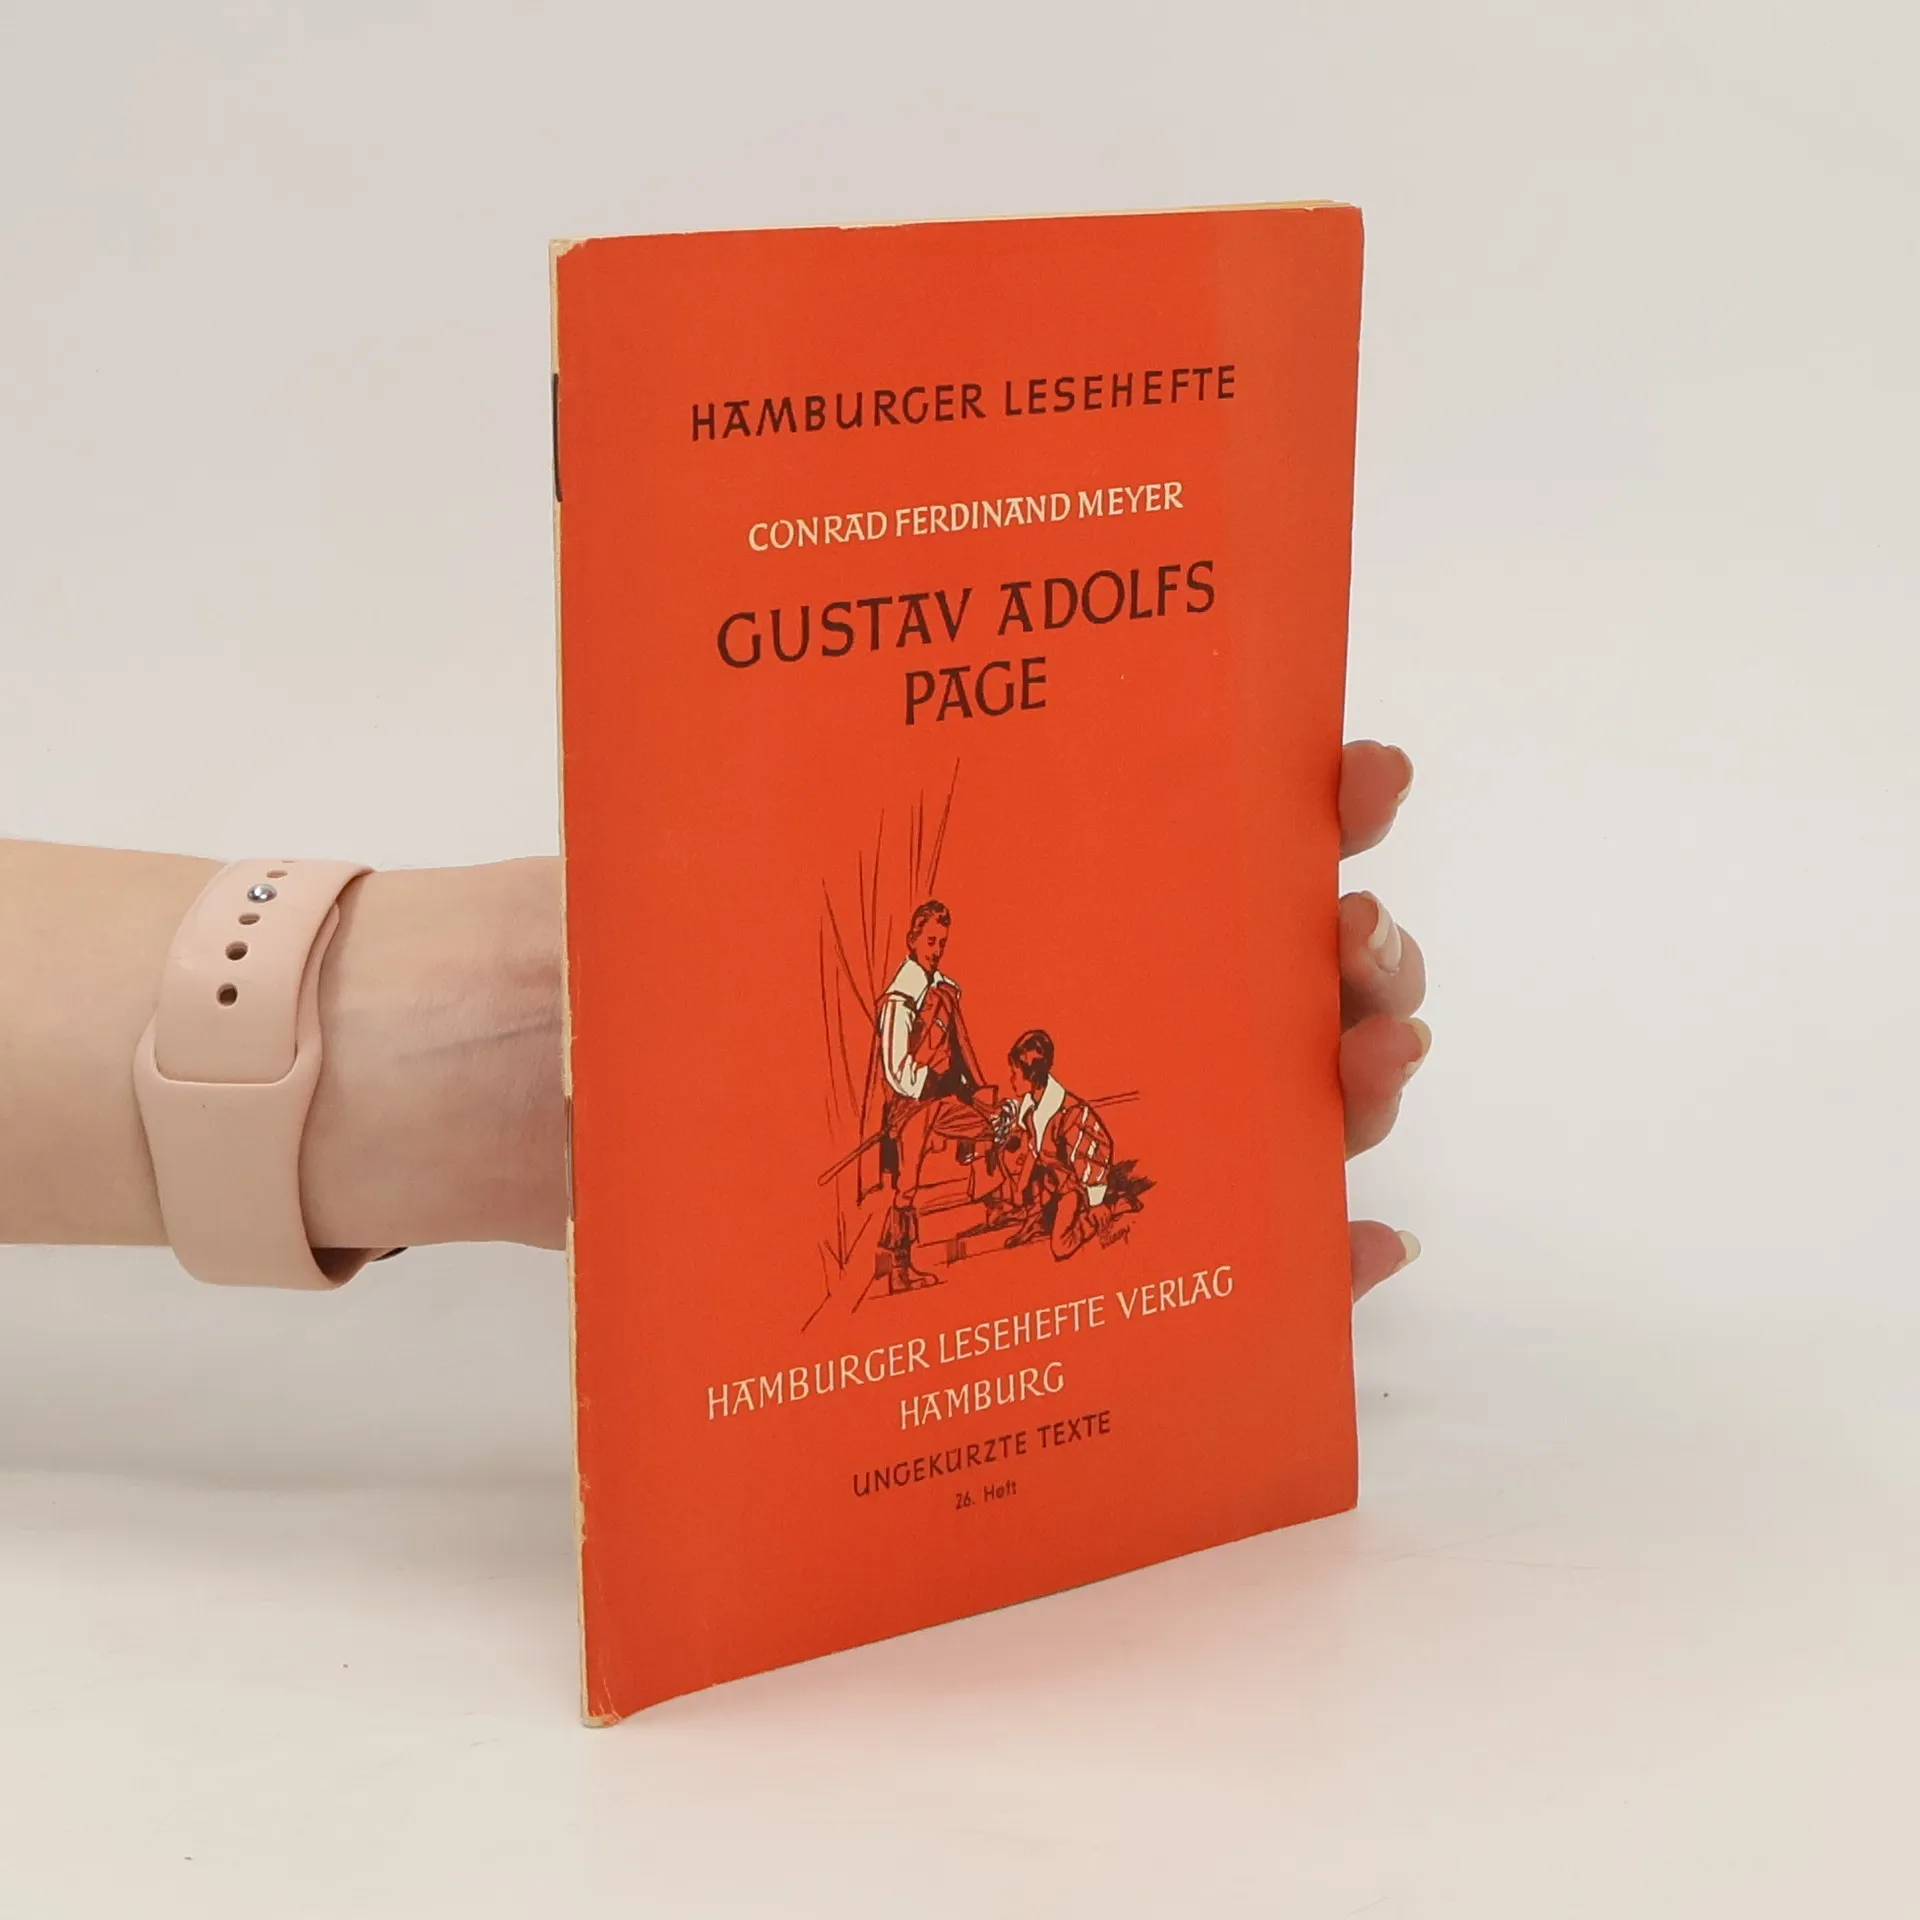 HAMBURGER LESEHEFTE
CONRAD FERDINAND MEYER
GUSTAV ADOLFS
PAGE
HAMBURGER LESEHEFTE VERLAG
HAMBURG
UNGEKÜRZTE TEXTE
26. Heft